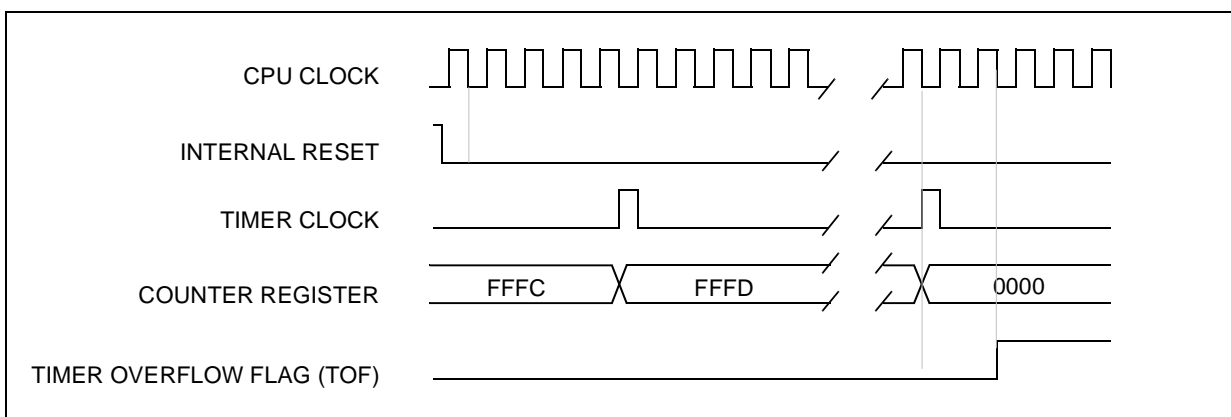 CPU CLOCK
INTERNAL RESET
TIMER CLOCK
COUNTER REGISTER FFFC FFFD 0000
TIMER OVERFLOW FLAG (TOF)